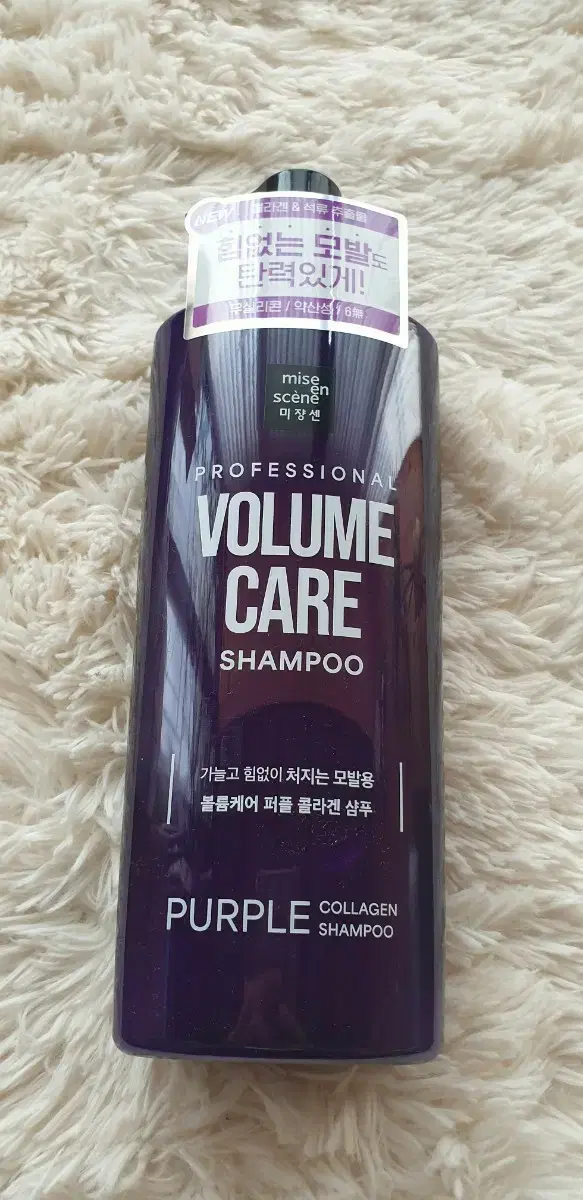 NEW
콜라겐 & 석류 추출물
힘없는 모발도
탄력있게!
무실리콘 / 약산성 / 6無
mise
en
scène
미쟝센
PROFESSIONAL
VOLUME
CARE
SHAMPOO
가늘고 힘없이 처지는 모발용
볼륨케어 퍼플 콜라겐 샴푸
PURPLE COLLAGEN
SHAMPOO